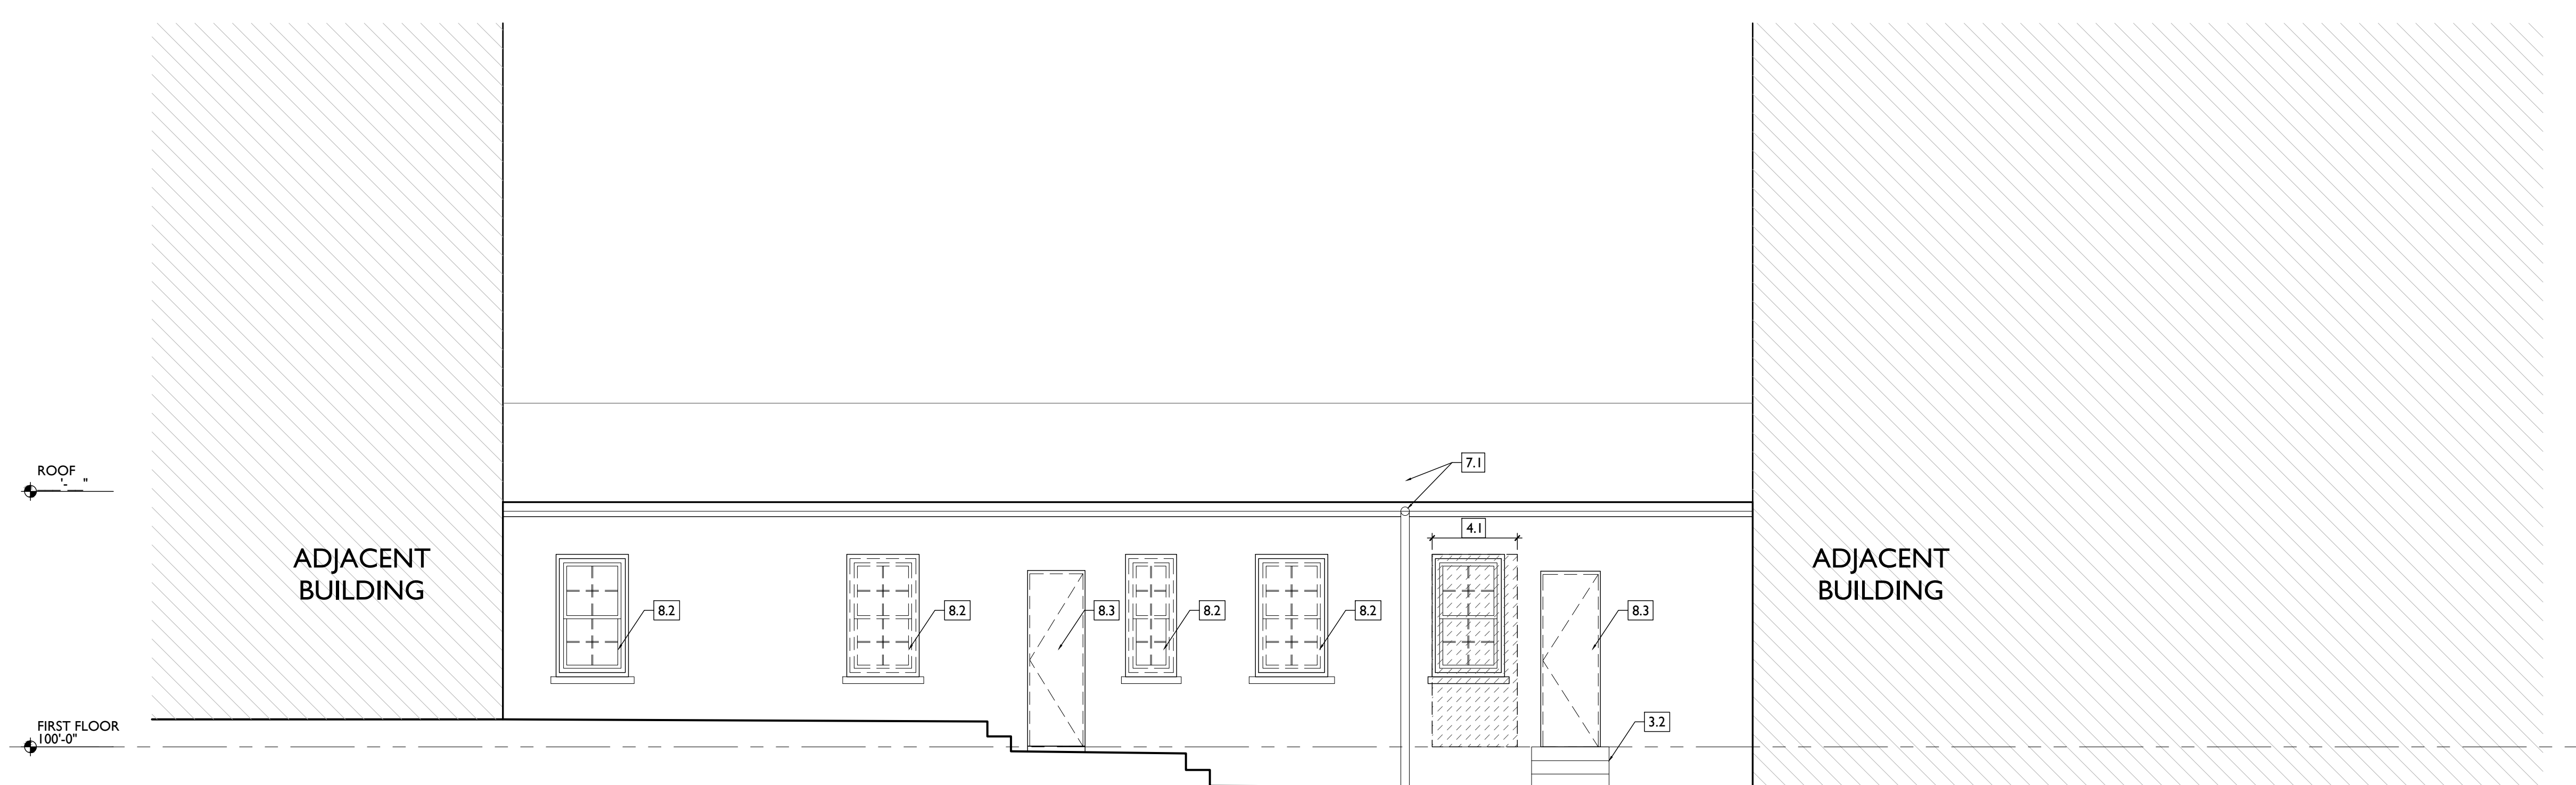 7.1
ROOF
'- "
4.1
ADJACENT
BUILDING
ADJACENT
BUILDING
8.2
8.2
8.3
8.2
8.2
8.3
3.2
FIRST FLOOR
100'-0"